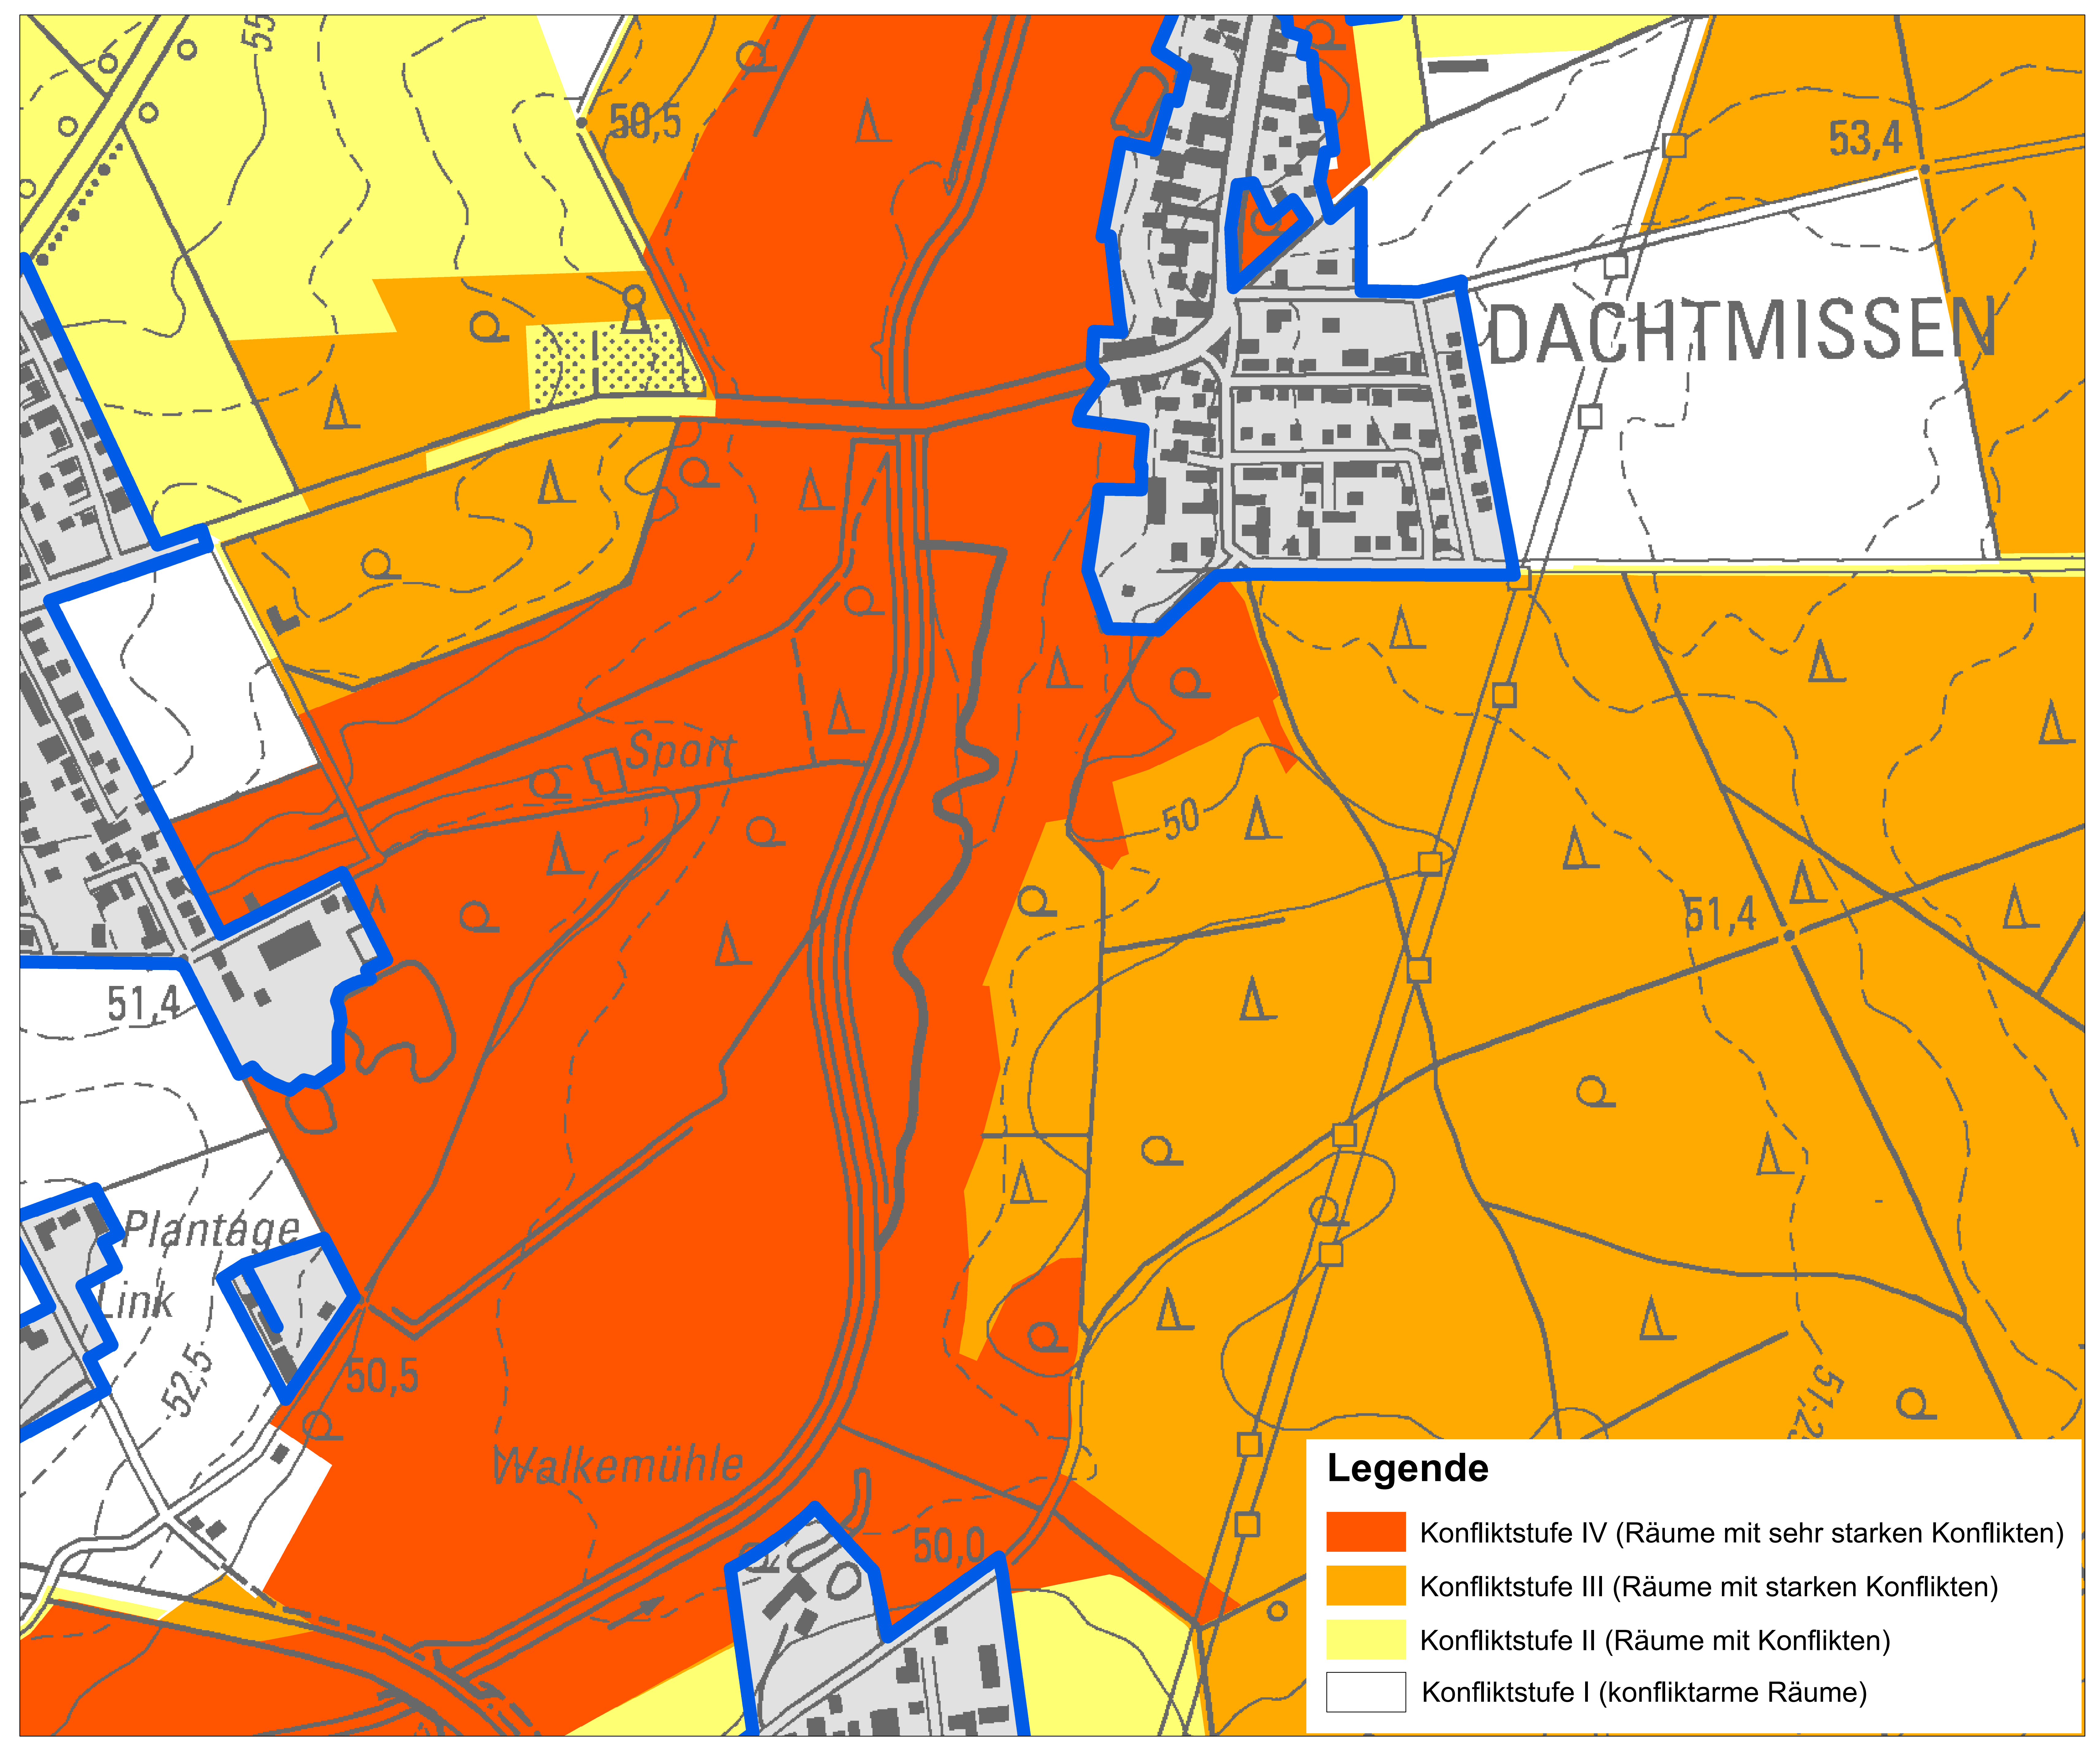 55
50,5
53,4
DACHTMISSEN
Sport
50
51,4
51,4
Plantage
Link
52,5
50,5
Walkemühle
50,0
Legende
Konfliktstufe IV (Räume mit sehr starken Konflikten)
Konfliktstufe III (Räume mit starken Konflikten)
Konfliktstufe II (Räume mit Konflikten)
Konfliktstufe I (konfliktarme Räume)